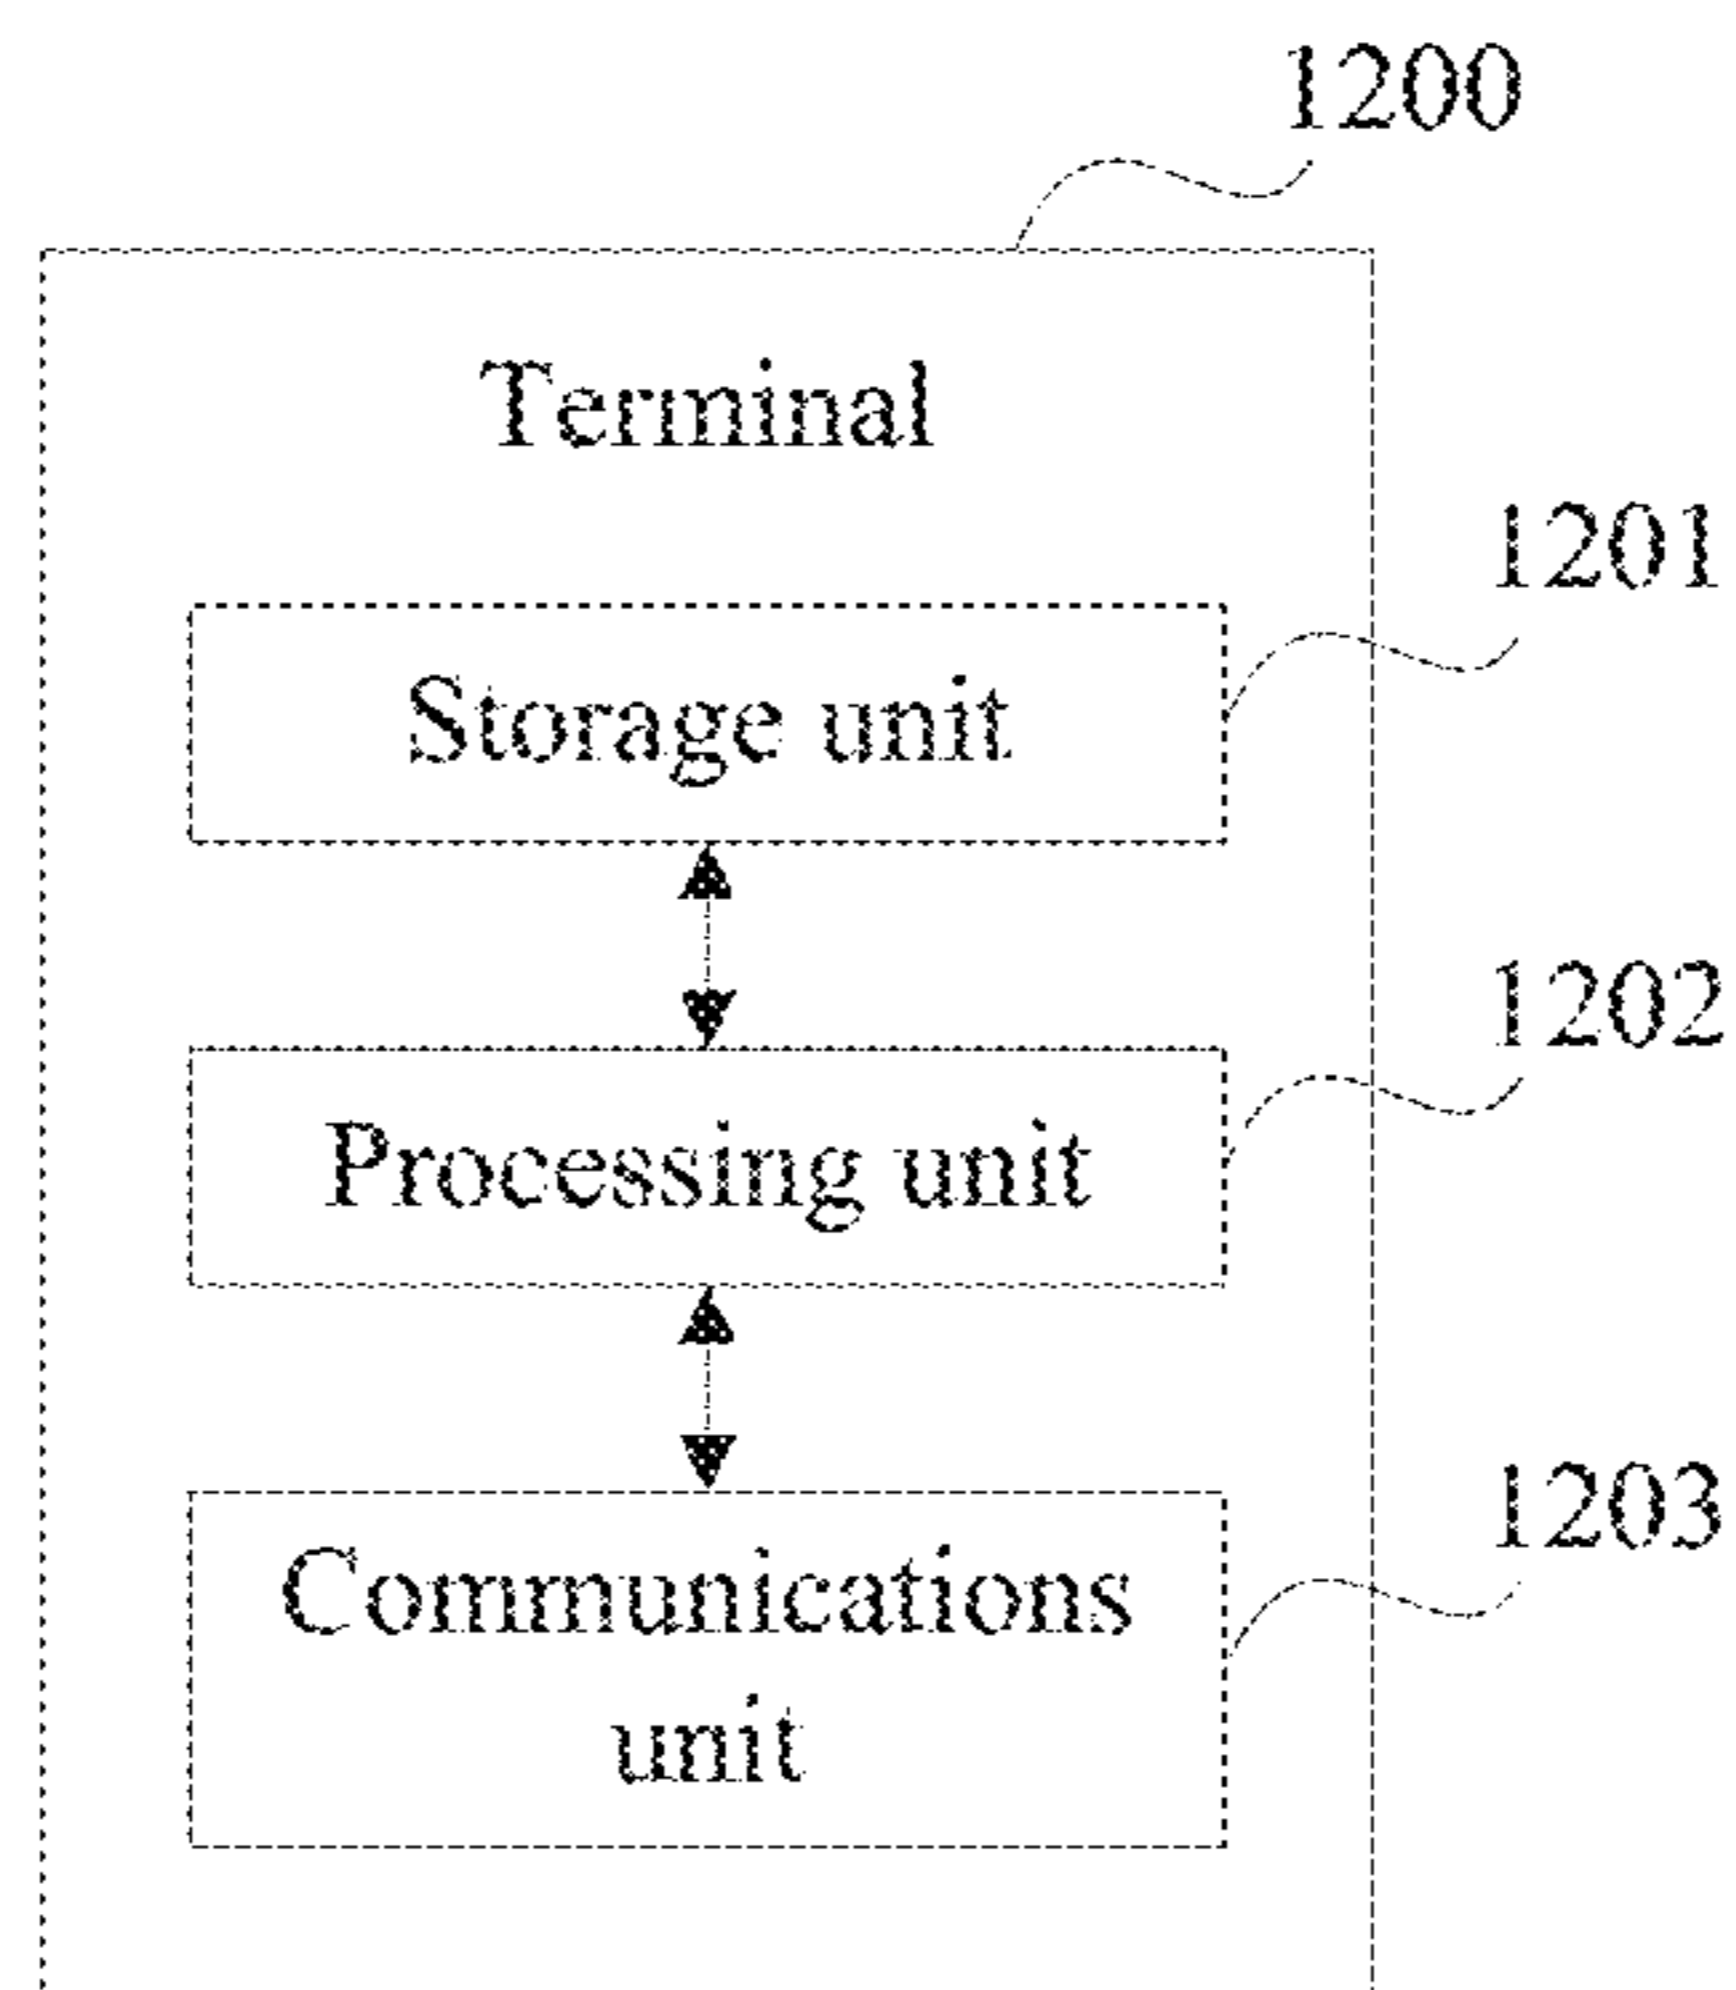 1200
Terminal
1201
Storage unit
1202
Processing unit
1203
Communications
unit